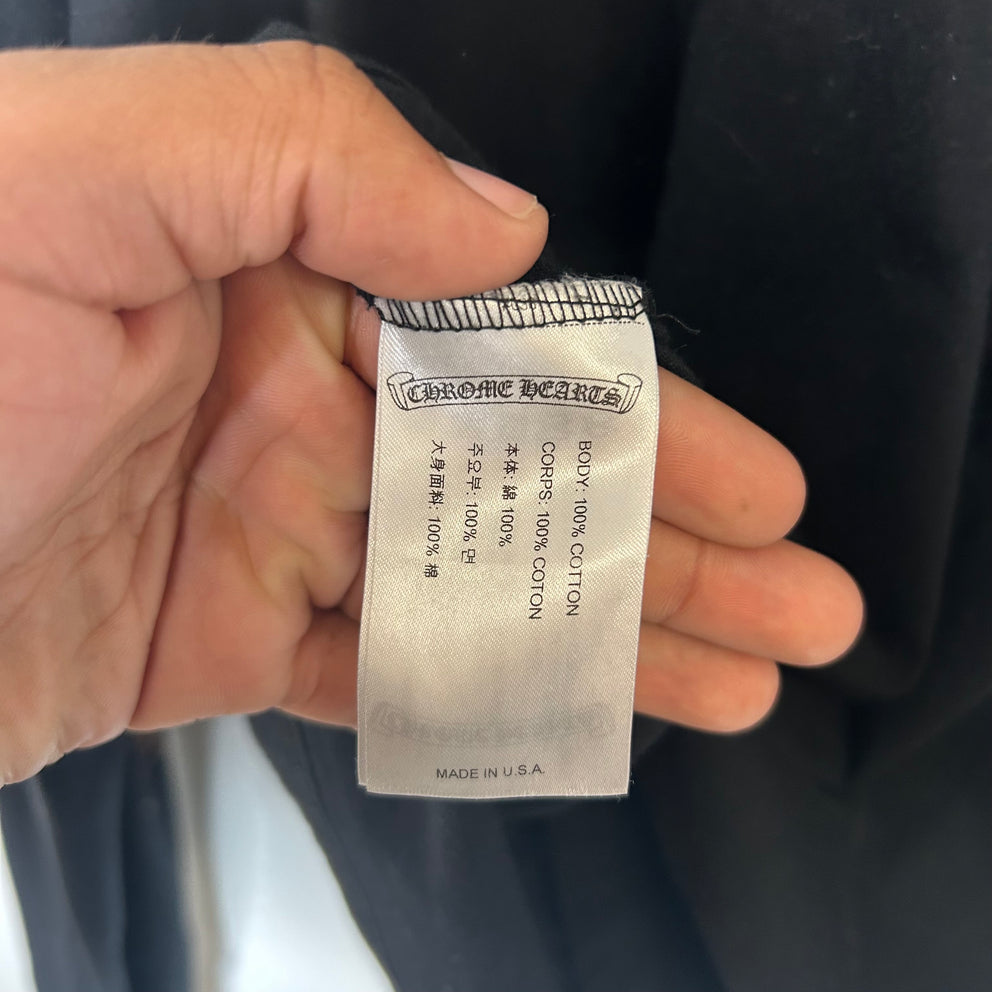 CHROME HEARTS
BODY: 100% COTTON
CORPS: 100% COTON
本体: 綿 100%
주요부: 100% 면
大身面料: 100% 棉
MADE IN U.S.A.